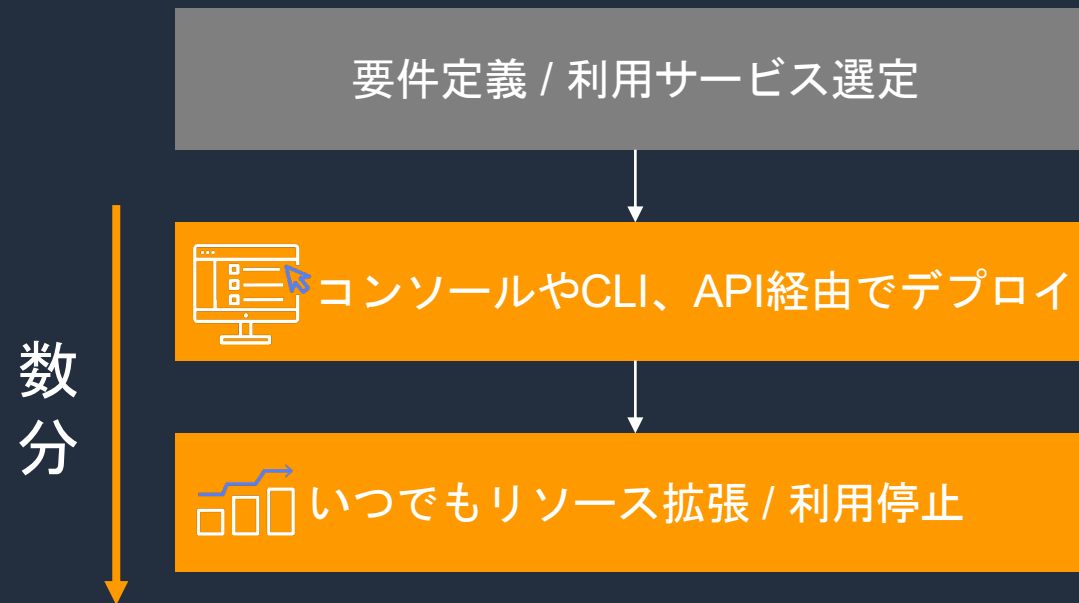 要件定義 / 利用サービス選定
コンソールやCLI、API経由でデプロイ
数分
いつでもリソース拡張 / 利用停止